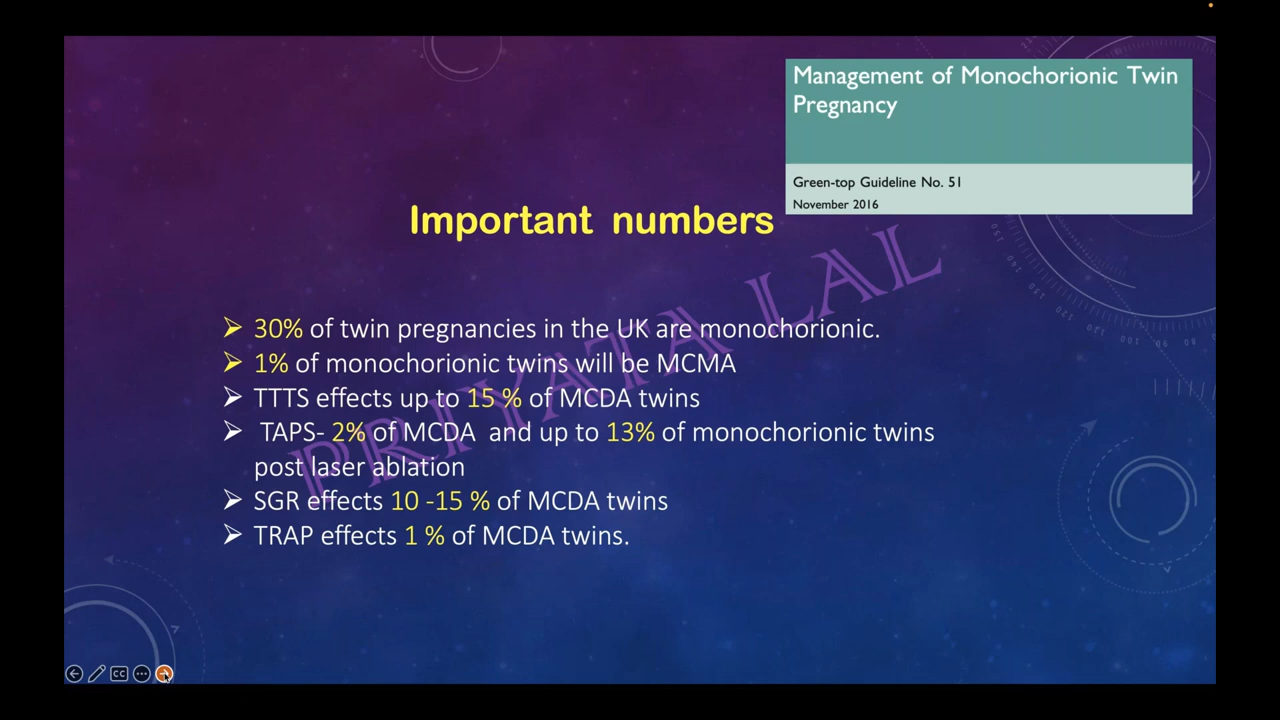 Management of Monochorionic Twin
Pregnancy
Green-top Guideline No. 51
November 2016
Important numbers
PRIYATA LAL
➢ 30% of twin pregnancies in the UK are monochorionic.
➢ 1% of monochorionic twins will be MCMA
➢ TTTS effects up to 15 % of MCDA twins
➢ TAPS- 2% of MCDA and up to 13% of monochorionic twins
post laser ablation
➢ SGR effects 10 -15 % of MCDA twins
➢ TRAP effects 1 % of MCDA twins.
CC